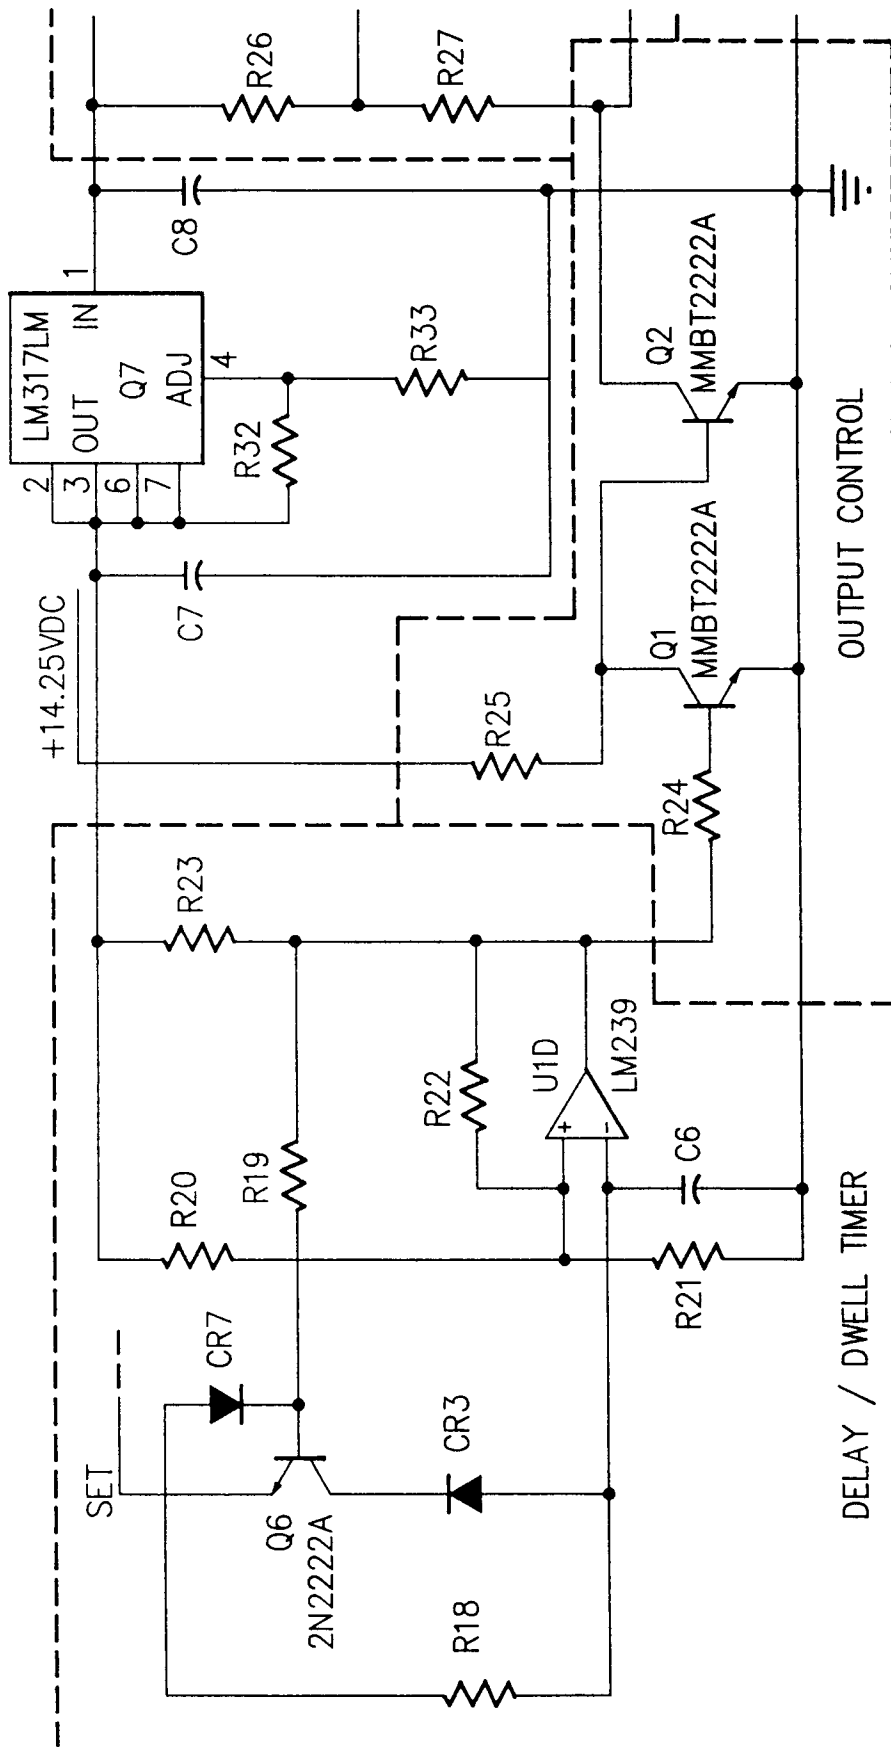 R26
R27
C8
1
LM317LM
IN
OUT
Q7
ADJ
4
2
3
6
7
R33
R32
C7
+14.25VDC
Q2
MMBT2222A
Q1
MMBT2222A
OUTPUT CONTROL
R25
R24
R23
R22
U1D
LM239
+
-
R19
R20
R21
C6
CR7
SET
Q6
2N2222A
CR3
R18
DELAY / DWELL TIMER